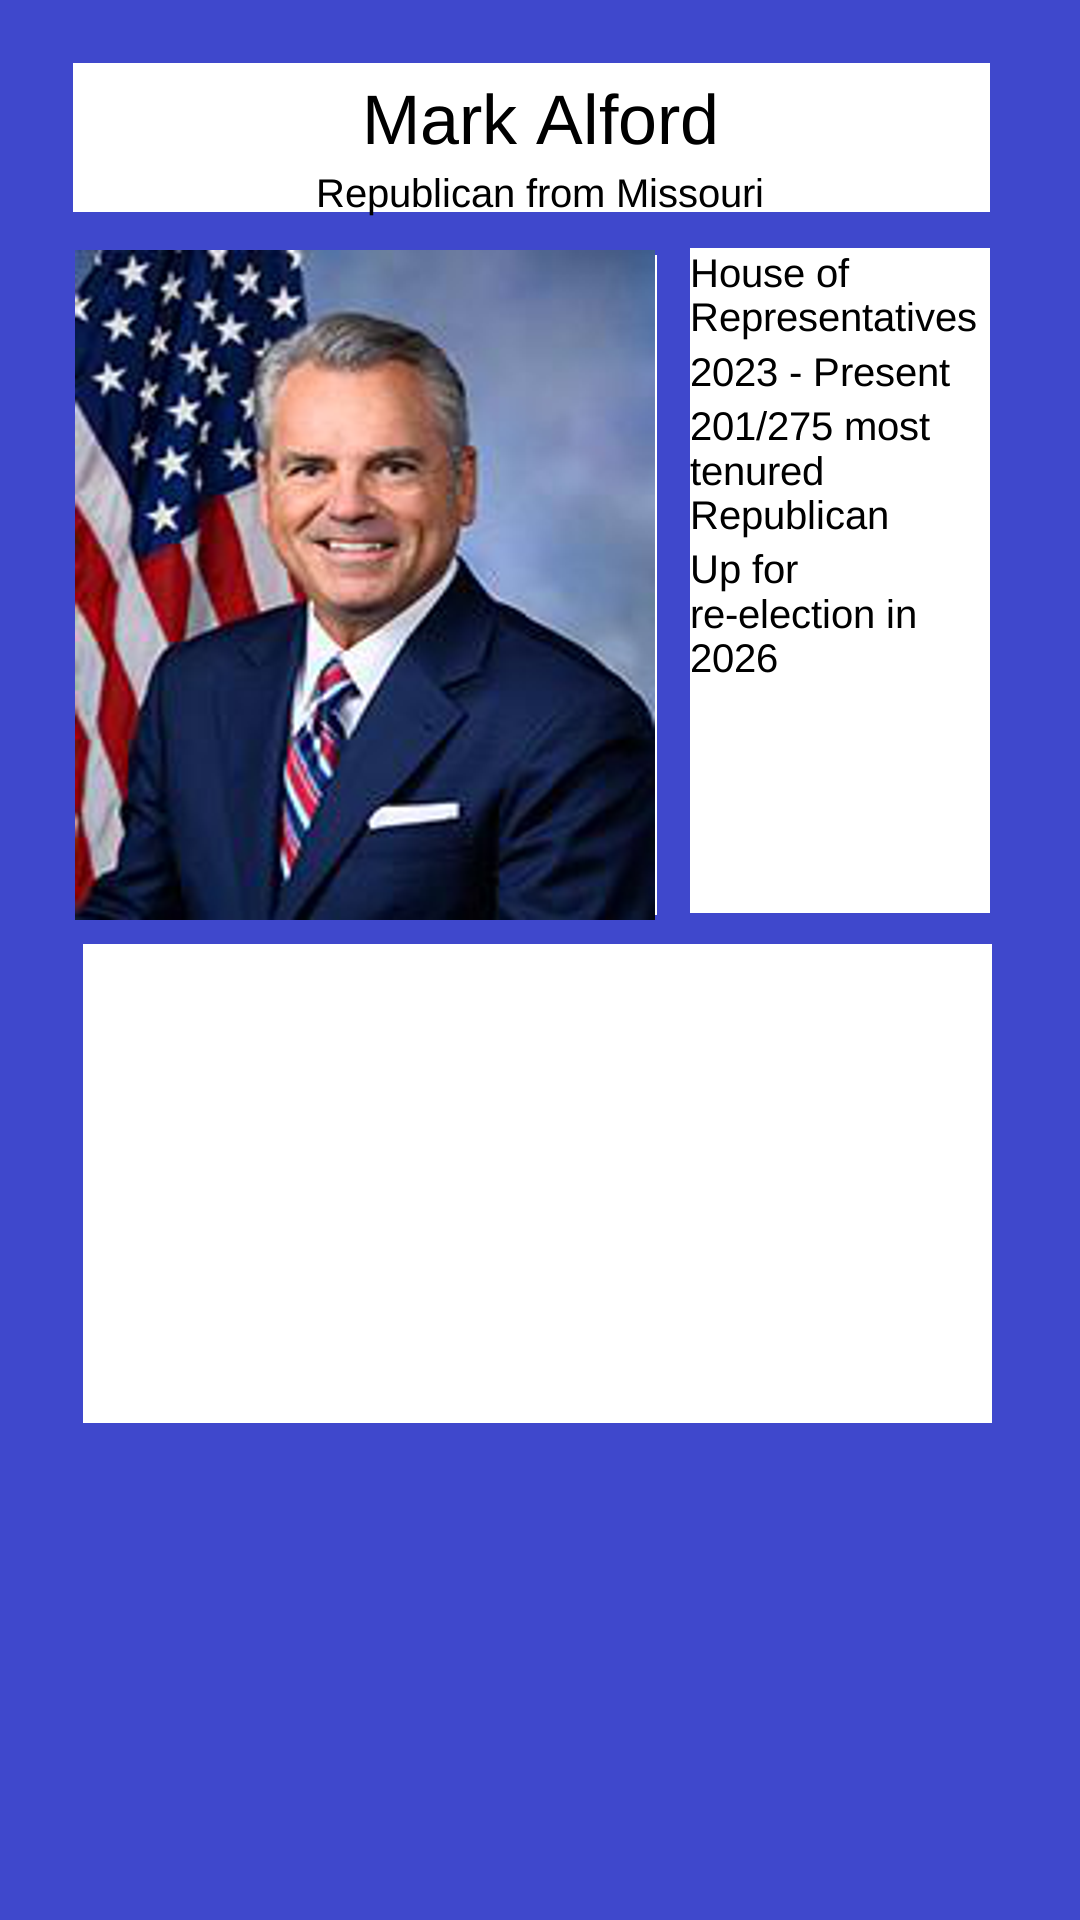 Mark Alford
Republican from Missouri
House of
Representatives
2023 - Present
201/275 most
tenured
Republican
Up for
re-election in
2026